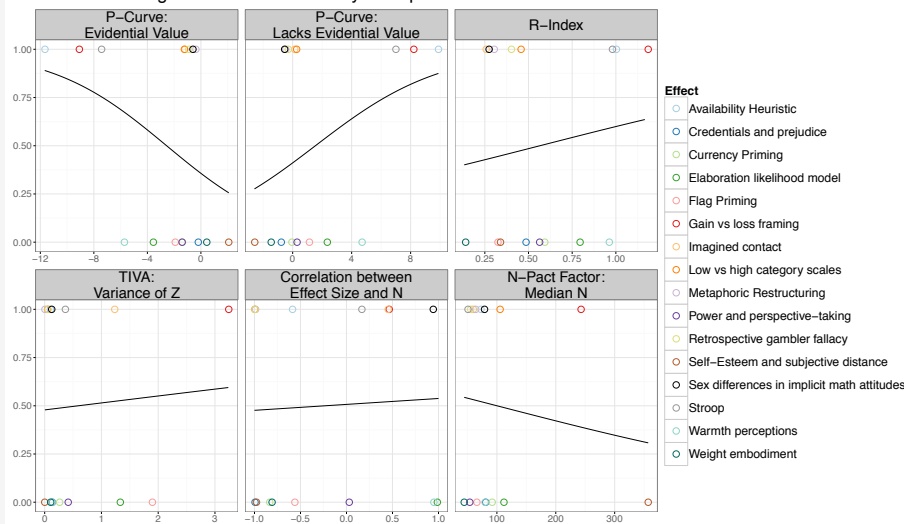 P−Curve:
Evidential Value
P−Curve:
Lacks Evidential Value
R−Index
1.00
0.75
0.50
0.25
0.00
−12
−8
−4
0
0
4
8
0.25
0.50
0.75
1.00
TIVA:
Variance of Z
Correlation between
Effect Size and N
N−Pact Factor:
Median N
1.00
0.75
0.50
0.25
0.00
0
1
2
3
−1.0
−0.5
0.0
0.5
1.0
100
200
300
Effect
Availability Heuristic
Credentials and prejudice
Currency Priming
Elaboration likelihood model
Flag Priming
Gain vs loss framing
Imagined contact
Low vs high category scales
Metaphoric Restructuring
Power and perspective−taking
Retrospective gambler fallacy
Self−Esteem and subjective distance
Sex differences in implicit math attitudes
Stroop
Warmth perceptions
Weight embodiment